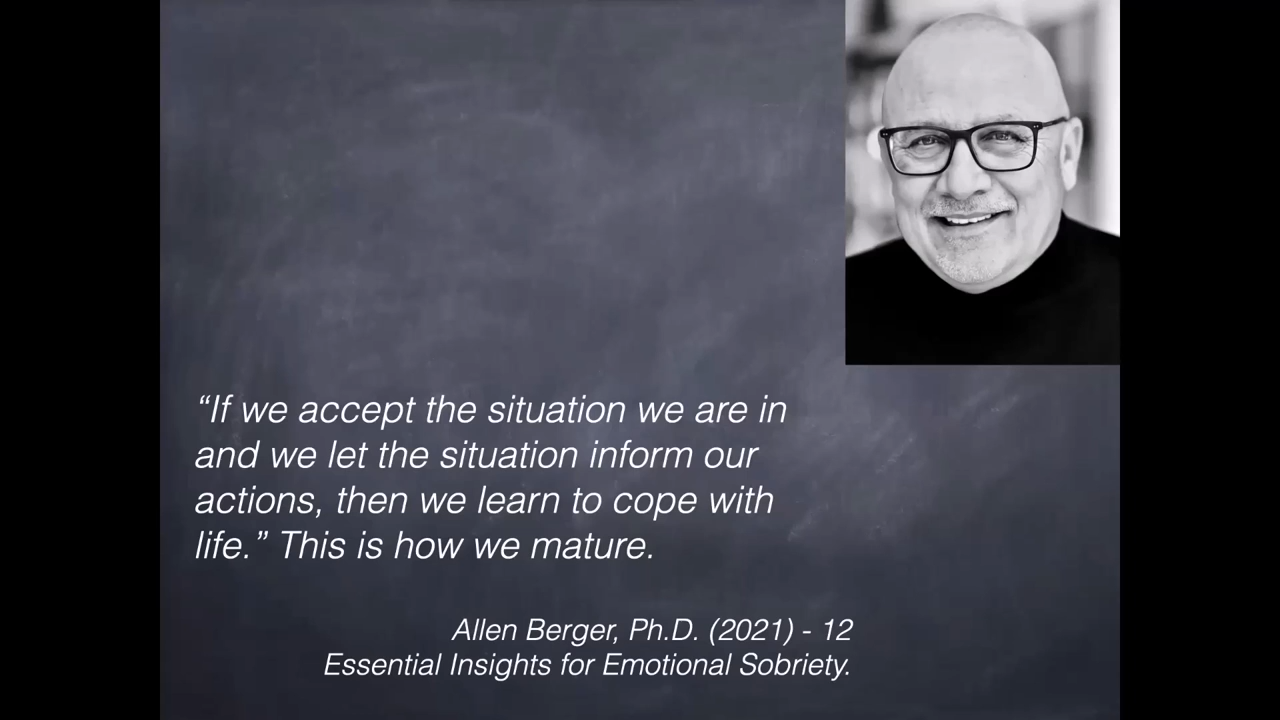 “If we accept the situation we are in
and we let the situation inform our
actions, then we learn to cope with
life.” This is how we mature.
Allen Berger, Ph.D. (2021) - 12
Essential Insights for Emotional Sobriety.